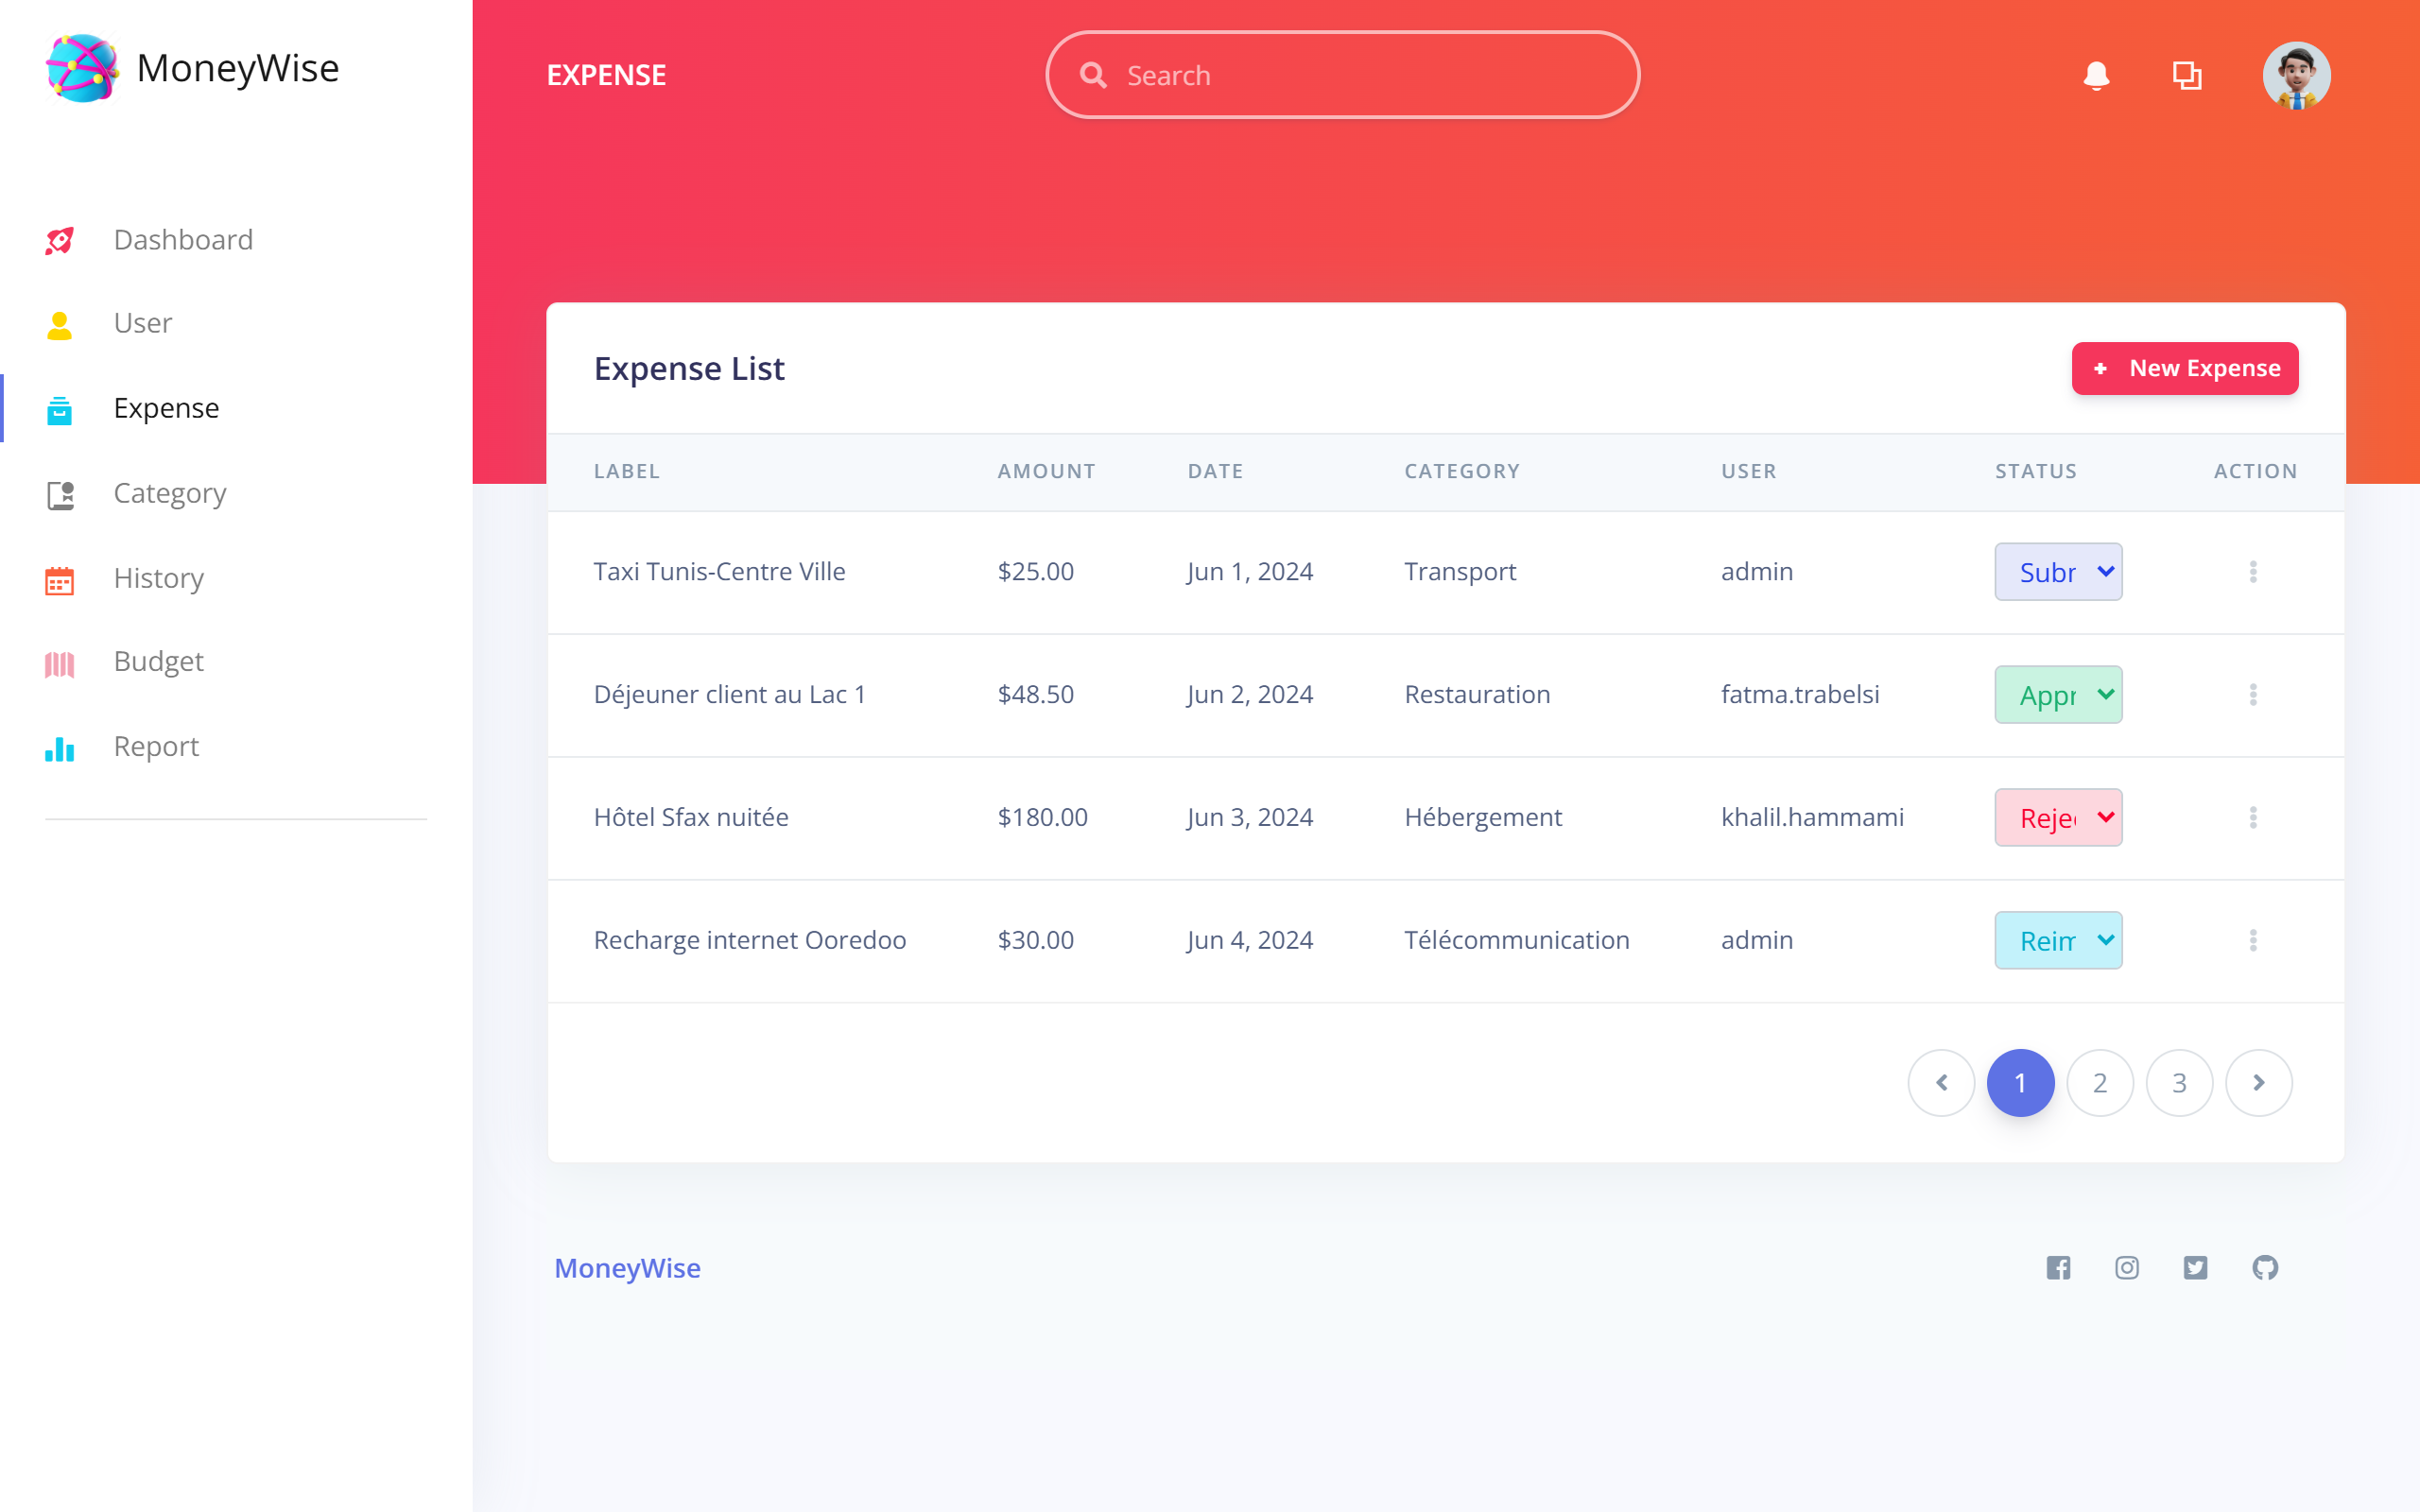 MoneyWise
EXPENSE
Search
Dashboard
User
Expense
Category
History
Budget
Report
Expense List
New Expense
LABEL AMOUNT DATE CATEGORY USER STATUS ACTION
Taxi Tunis-Centre Ville $25.00 Jun 1, 2024 Transport admin Subr
Déjeuner client au Lac 1 $48.50 Jun 2, 2024 Restauration fatma.trabelsi Appr
Hôtel Sfax nuitée $180.00 Jun 3, 2024 Hébergement khalil.hammami Reje
Recharge internet Ooredoo $30.00 Jun 4, 2024 Télécommunication admin Reim
1 2 3
MoneyWise